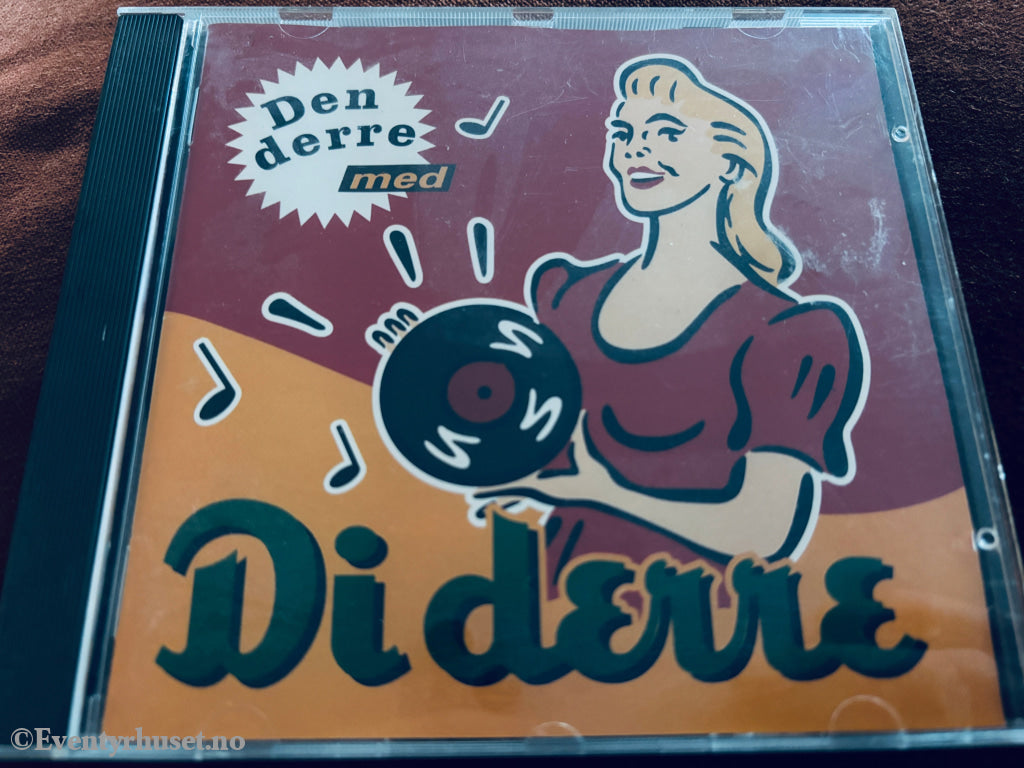 Den
derre
med
Di derre
©Eventyrhuset.no